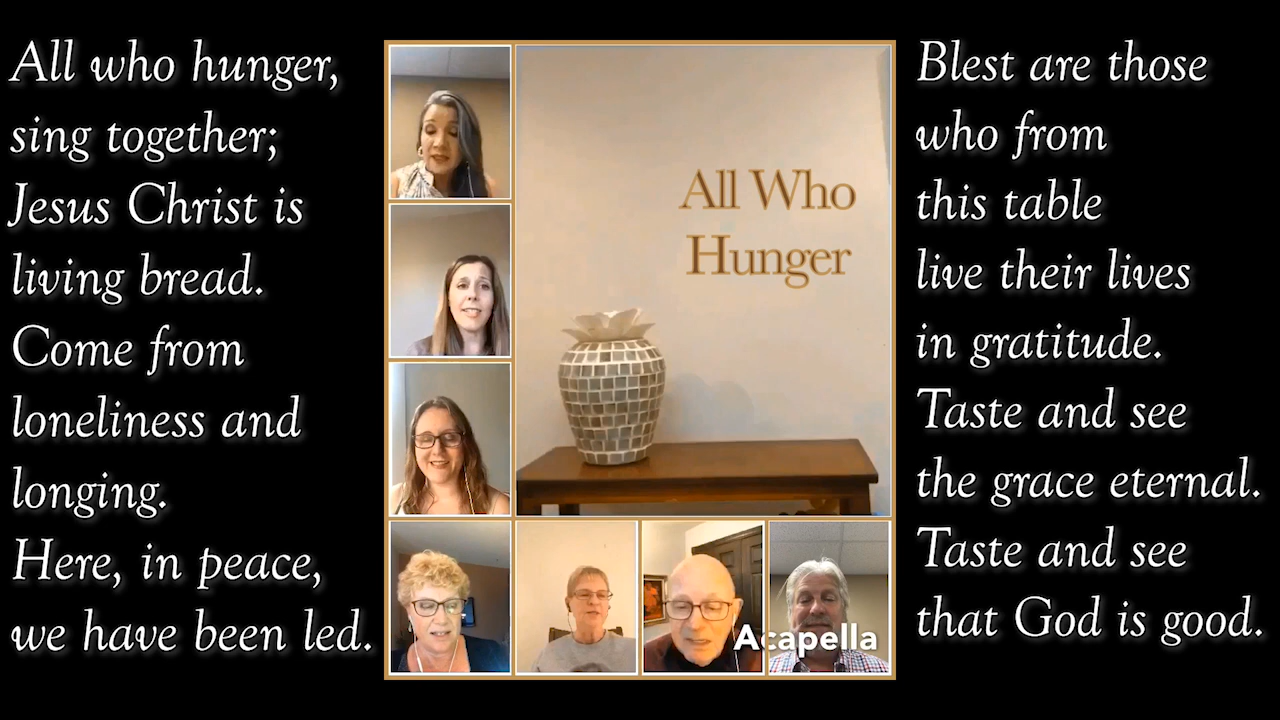 All who hunger,
sing together;
Jesus Christ is
living bread.
Come from
loneliness and
longing.
Here, in peace,
we have been led.
All Who
Hunger
Acapella
Blest are those
who from
this table
live their lives
in gratitude.
Taste and see
the grace eternal.
Taste and see
that God is good.